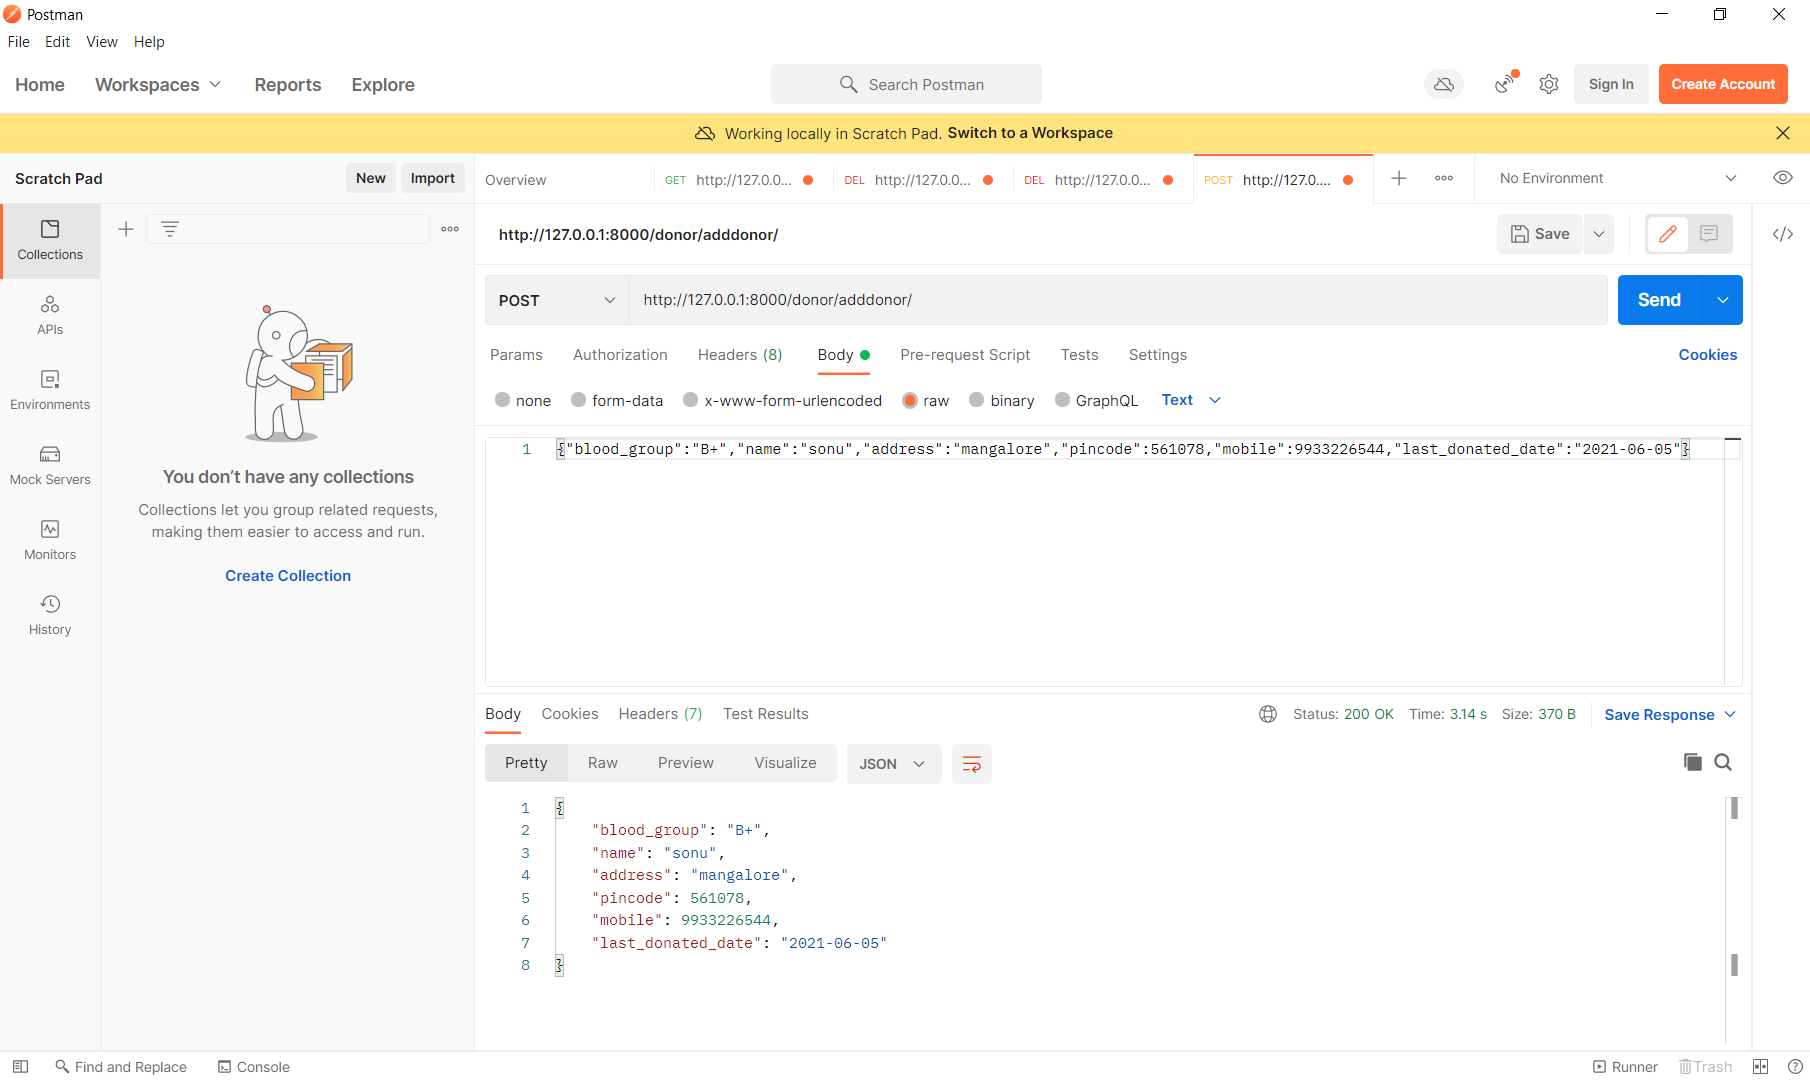 Postman
File Edit View Help
Home Workspaces Reports Explore Search Postman Sign In Create Account
Working locally in Scratch Pad. Switch to a Workspace
Scratch Pad New Import
Overview GET http://127.0.0... DEL http://127.0.0... DEL http://127.0.0... POST http://127.0.... No Environment
Collections
APIs
Environments
Mock Servers
Monitors
History
You don’t have any collections
Collections let you group related requests,
making them easier to access and run.
Create Collection
http://127.0.0.1:8000/donor/adddonor/ Save
POST http://127.0.0.1:8000/donor/adddonor/ Send
Params Authorization Headers (8) Body Pre-request Script Tests Settings Cookies
none form-data x-www-form-urlencoded raw binary GraphQL Text
1 {"blood_group":"B+","name":"sonu","address":"mangalore","pincode":561078,"mobile":9933226544,"last_donated_date":"2021-06-05"}
Body Cookies Headers (7) Test Results Status: 200 OK Time: 3.14 s Size: 370 B Save Response
Pretty Raw Preview Visualize JSON
1 {
2 "blood_group": "B+",
3 "name": "sonu",
4 "address": "mangalore",
5 "pincode": 561078,
6 "mobile": 9933226544,
7 "last_donated_date": "2021-06-05"
8 }
Find and Replace Console Runner Trash